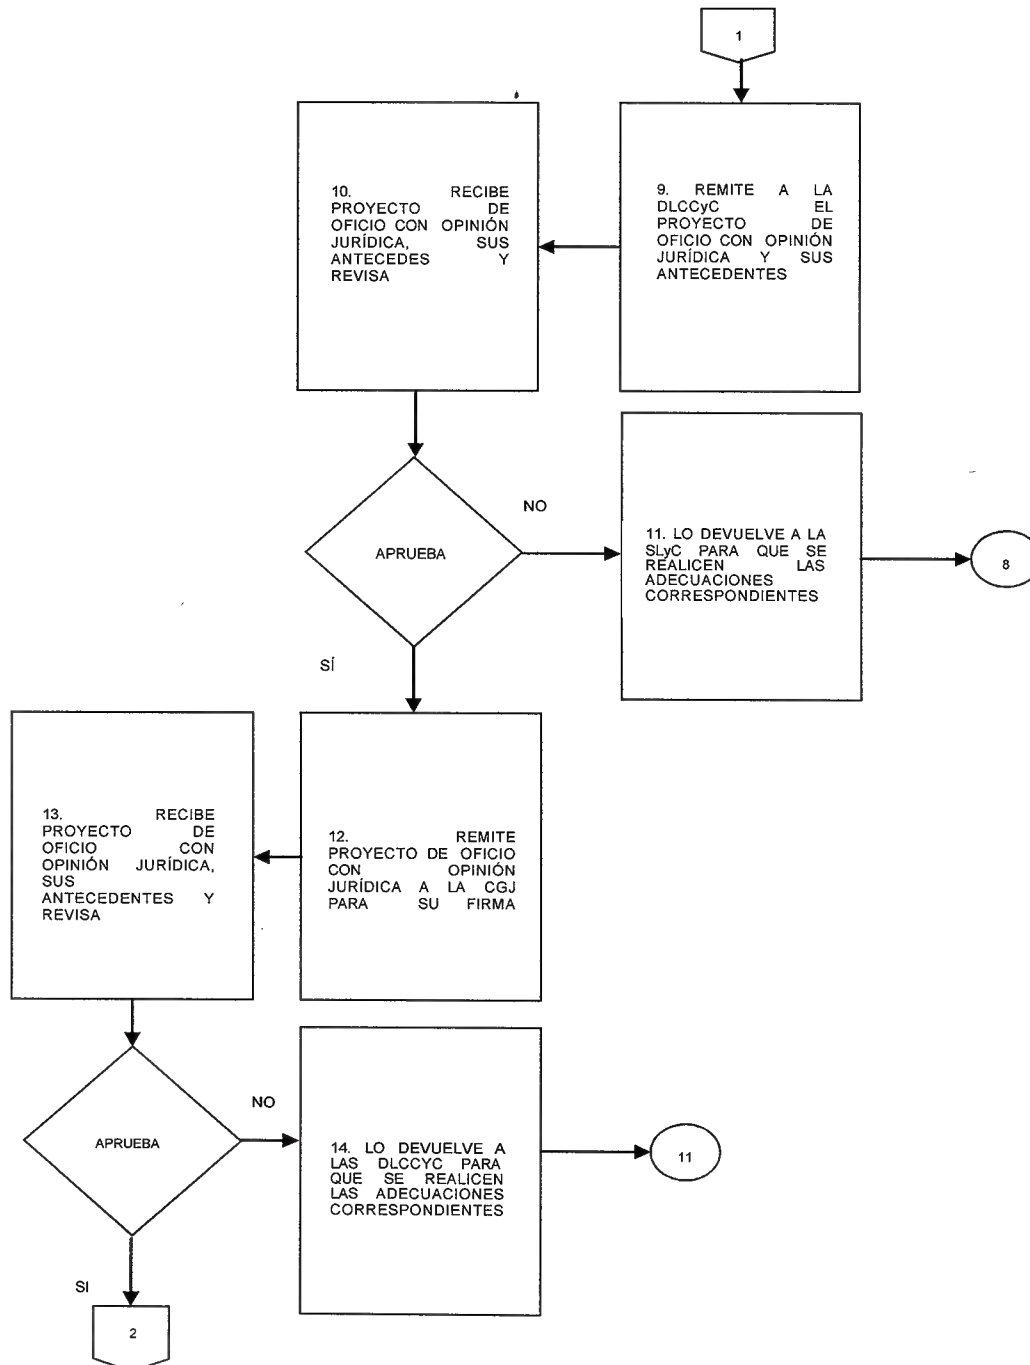 1
9. REMITE A LA
DLCCyC EL
PROYECTO DE
OFICIO CON OPINIÓN
JURÍDICA Y SUS
ANTECEDENTES
10. RECIBE
PROYECTO DE
OFICIO CON OPINIÓN
JURÍDICA, SUS
ANTECEDES Y
REVISA
APRUEBA
NO
11. LO DEVUELVE A LA
SLyC PARA QUE SE
REALICEN LAS
ADECUACIONES
CORRESPONDIENTES
8
SÍ
12. REMITE
PROYECTO DE OFICIO
CON OPINIÓN
JURÍDICA A LA CGJ
PARA SU FIRMA
13. RECIBE
PROYECTO DE
OFICIO CON
OPINIÓN JURÍDICA,
SUS
ANTECEDENTES Y
REVISA
APRUEBA
NO
14. LO DEVUELVE A
LAS DLCCYC PARA
QUE SE REALICEN
LAS ADECUACIONES
CORRESPONDIENTES
11
SI
2